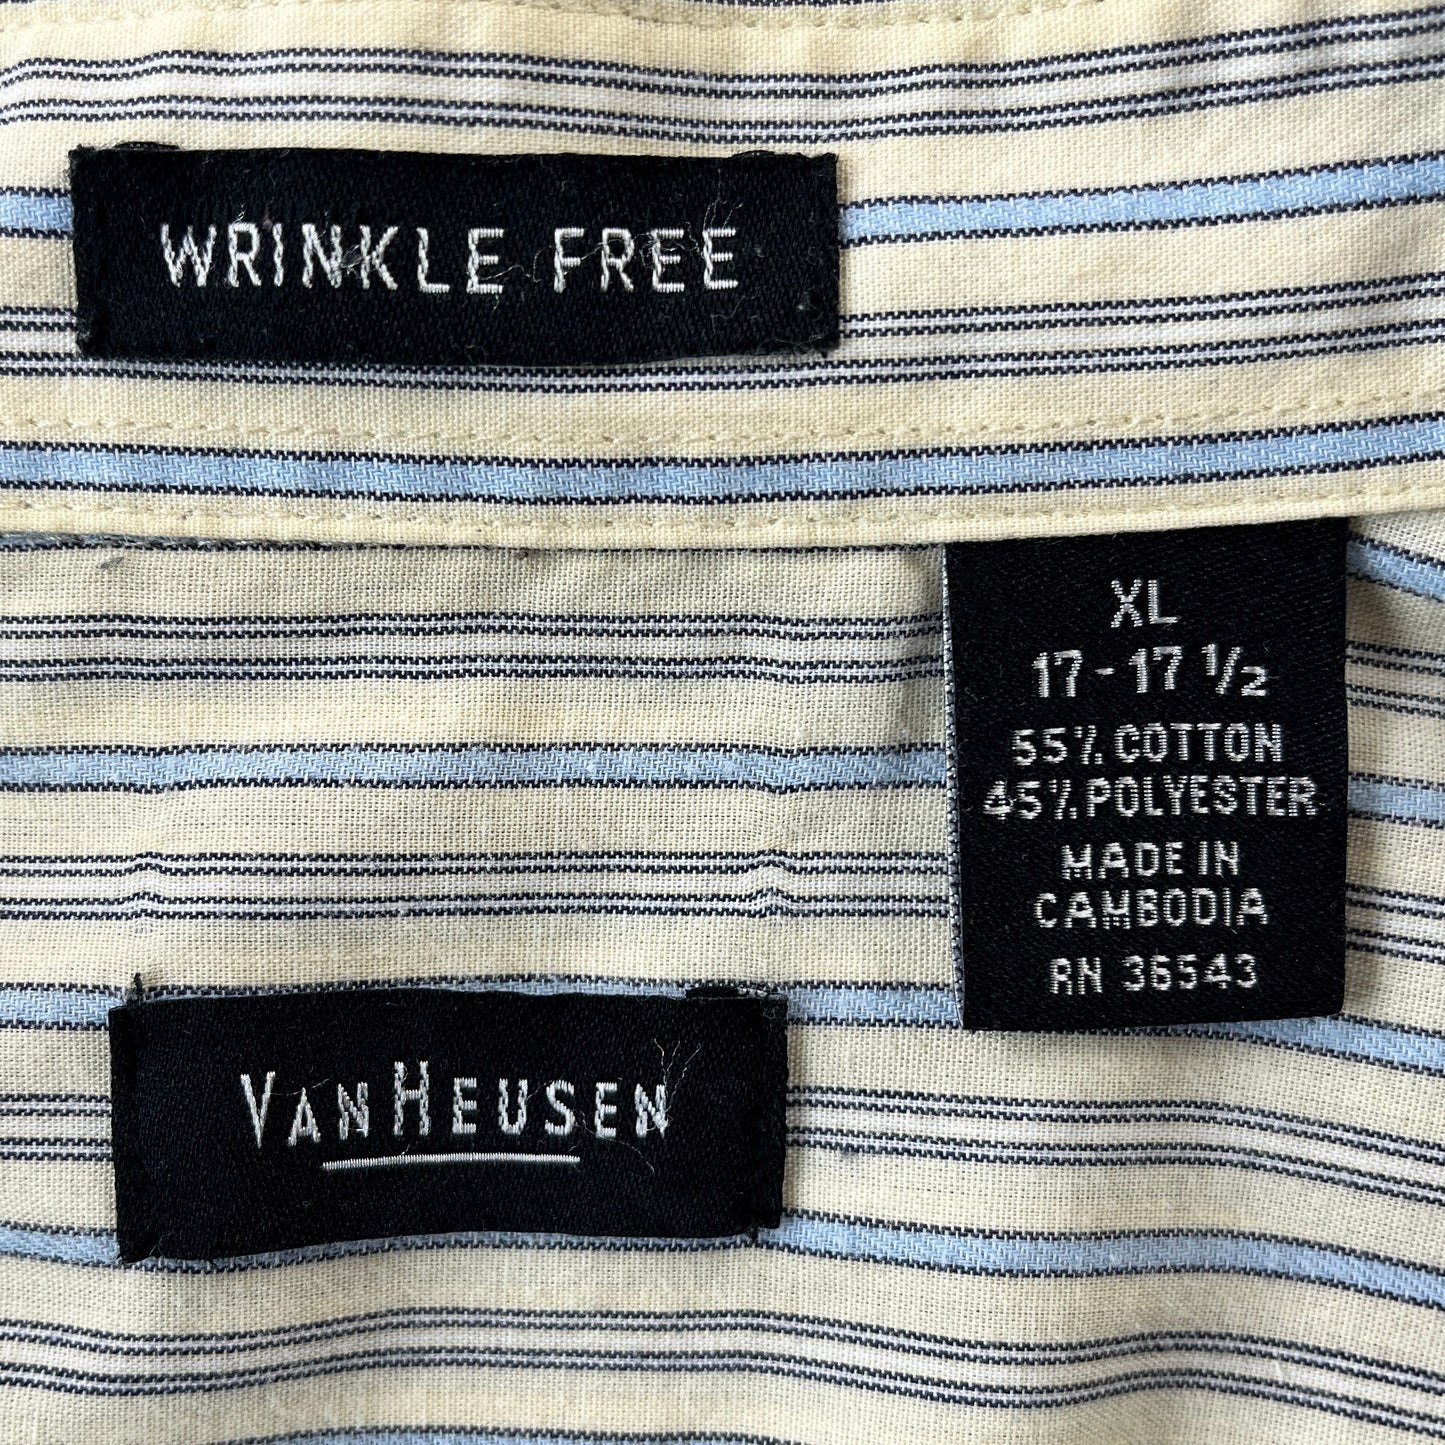 WRINKLE FREE
XL
17-17 ½
55% COTTON
45% POLYESTER
MADE IN
CAMBODIA
RN 36543
VANHEUSEN